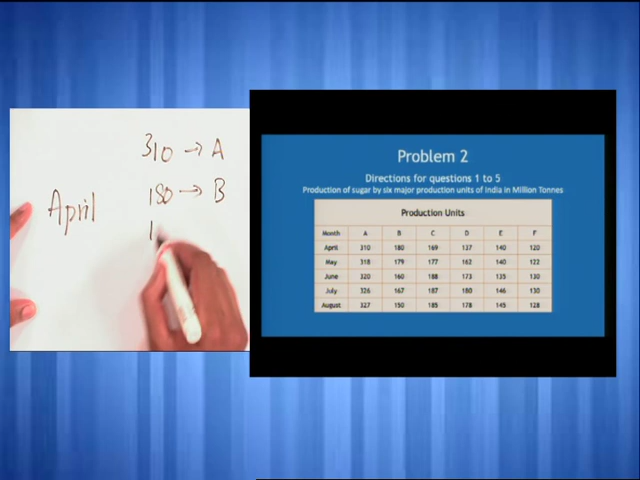 310 → A
April
180 → B
1
Problem 2
Directions for questions 1 to 5
Production of sugar by six major production units of India in Million Tonnes
Production Units
Month A B C D E F
April 310 180 169 137 140 120
May 318 179 177 162 140 122
June 320 160 188 173 135 130
July 326 167 187 180 146 130
August 327 150 185 178 145 128